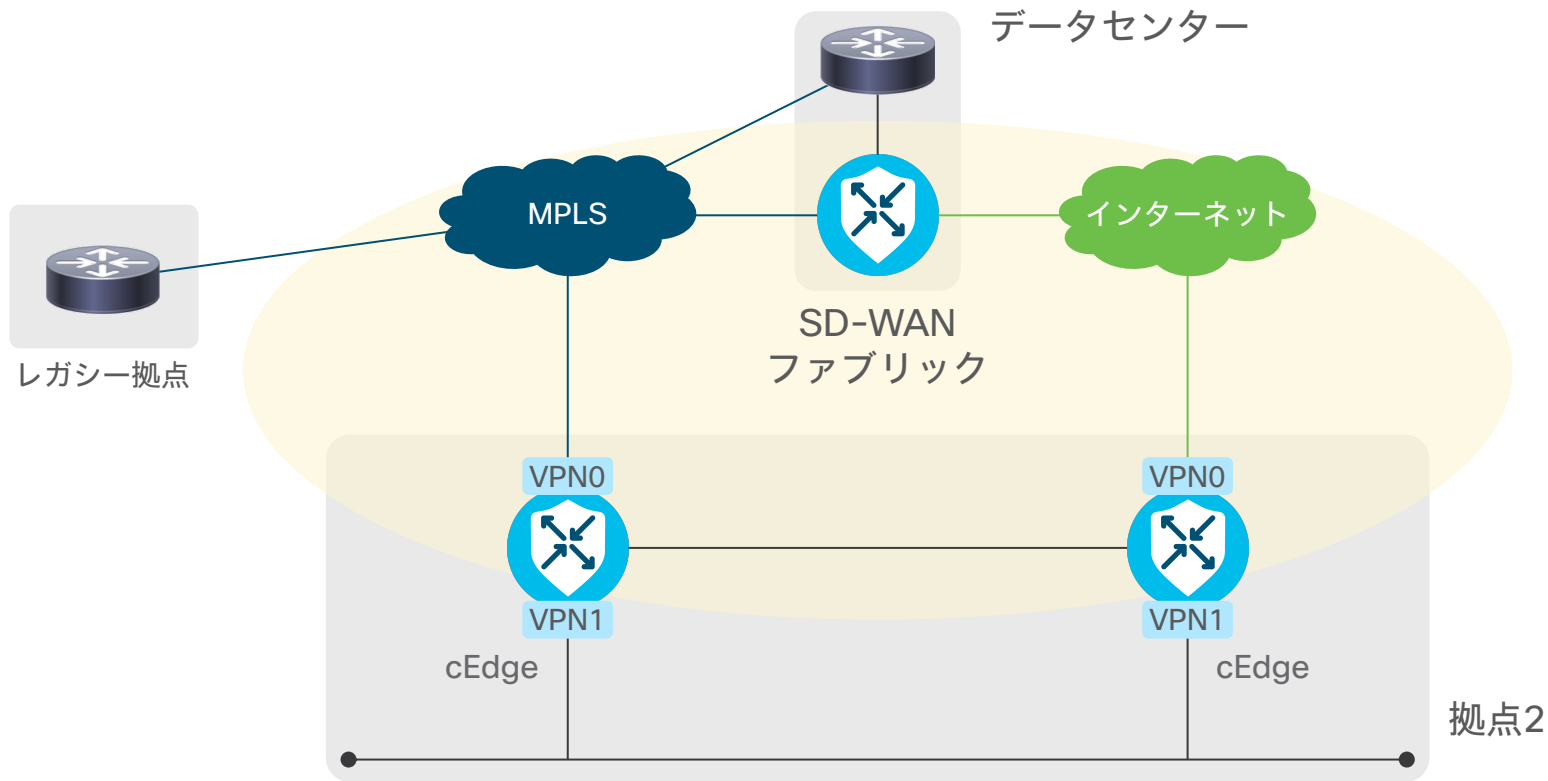 データセンター
MPLS
インターネット
SD-WAN
ファブリック
レガシー拠点
VPN0
VPN0
VPN1
VPN1
cEdge
cEdge
拠点2